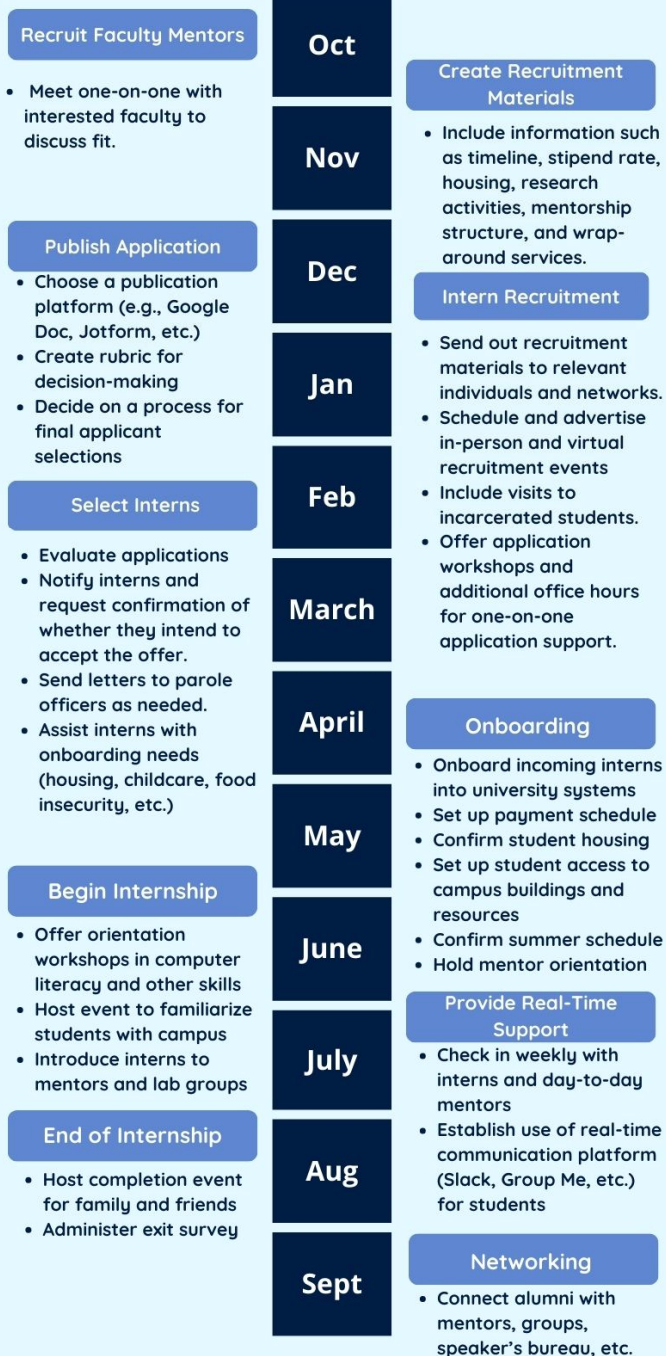 Recruit Faculty Mentors
• Meet one-on-one with
interested faculty to
discuss fit.
Oct
Create Recruitment
Materials
• Include information such
as timeline, stipend rate,
housing, research
activities, mentorship
structure, and wrap-
around services.
Nov
Publish Application
• Choose a publication
platform (e.g., Google
Doc, Jotform, etc.)
• Create rubric for
decision-making
• Decide on a process for
final applicant
selections
Dec
Intern Recruitment
• Send out recruitment
materials to relevant
individuals and networks.
• Schedule and advertise
in-person and virtual
recruitment events
• Include visits to
incarcerated students.
• Offer application
workshops and
additional office hours
for one-on-one
application support.
Jan
Feb
Select Interns
• Evaluate applications
• Notify interns and
request confirmation of
whether they intend to
accept the offer.
• Send letters to parole
officers as needed.
• Assist interns with
onboarding needs
(housing, childcare, food
insecurity, etc.)
March
April
Onboarding
• Onboard incoming interns
into university systems
• Set up payment schedule
• Confirm student housing
• Set up student access to
campus buildings and
resources
• Confirm summer schedule
• Hold mentor orientation
May
Begin Internship
• Offer orientation
workshops in computer
literacy and other skills
• Host event to familiarize
students with campus
• Introduce interns to
mentors and lab groups
June
Provide Real-Time
Support
• Check in weekly with
interns and day-to-day
mentors
• Establish use of real-time
communication platform
(Slack, Group Me, etc.)
for students
July
End of Internship
• Host completion event
for family and friends
• Administer exit survey
Aug
Sept
Networking
• Connect alumni with
mentors, groups,
speaker's bureau, etc.